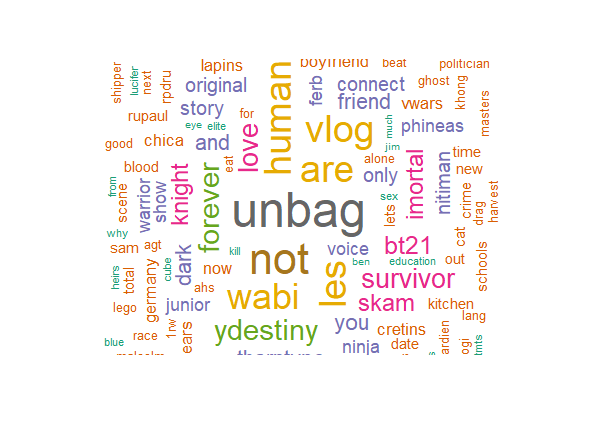 shipper
lucifer
next
rpdru
lapins
original
story
rupaul
eye
elite
for
good
chica
and
love
human
boyfriend
beat
politician
ferb
connect
ghost
khong
friend
vwars
masters
vlog
much
phineas
jim
blood
eat
are
alone
only
time
new
from
scene
warrior
show
knight
forever
unbag
sex
lets
imortal
nitiman
crime
drag
harvest
why
sam
agt
dark
kill
not
voice
ben
bt21
education
cat
out
schools
heirs
total
germany
cube
now
ahs
wabi
les
survivor
lego
junior
skam
kitchen
lang
blue
race
1rw
ears
ydestiny
you
cretins
date
ninja
ardien